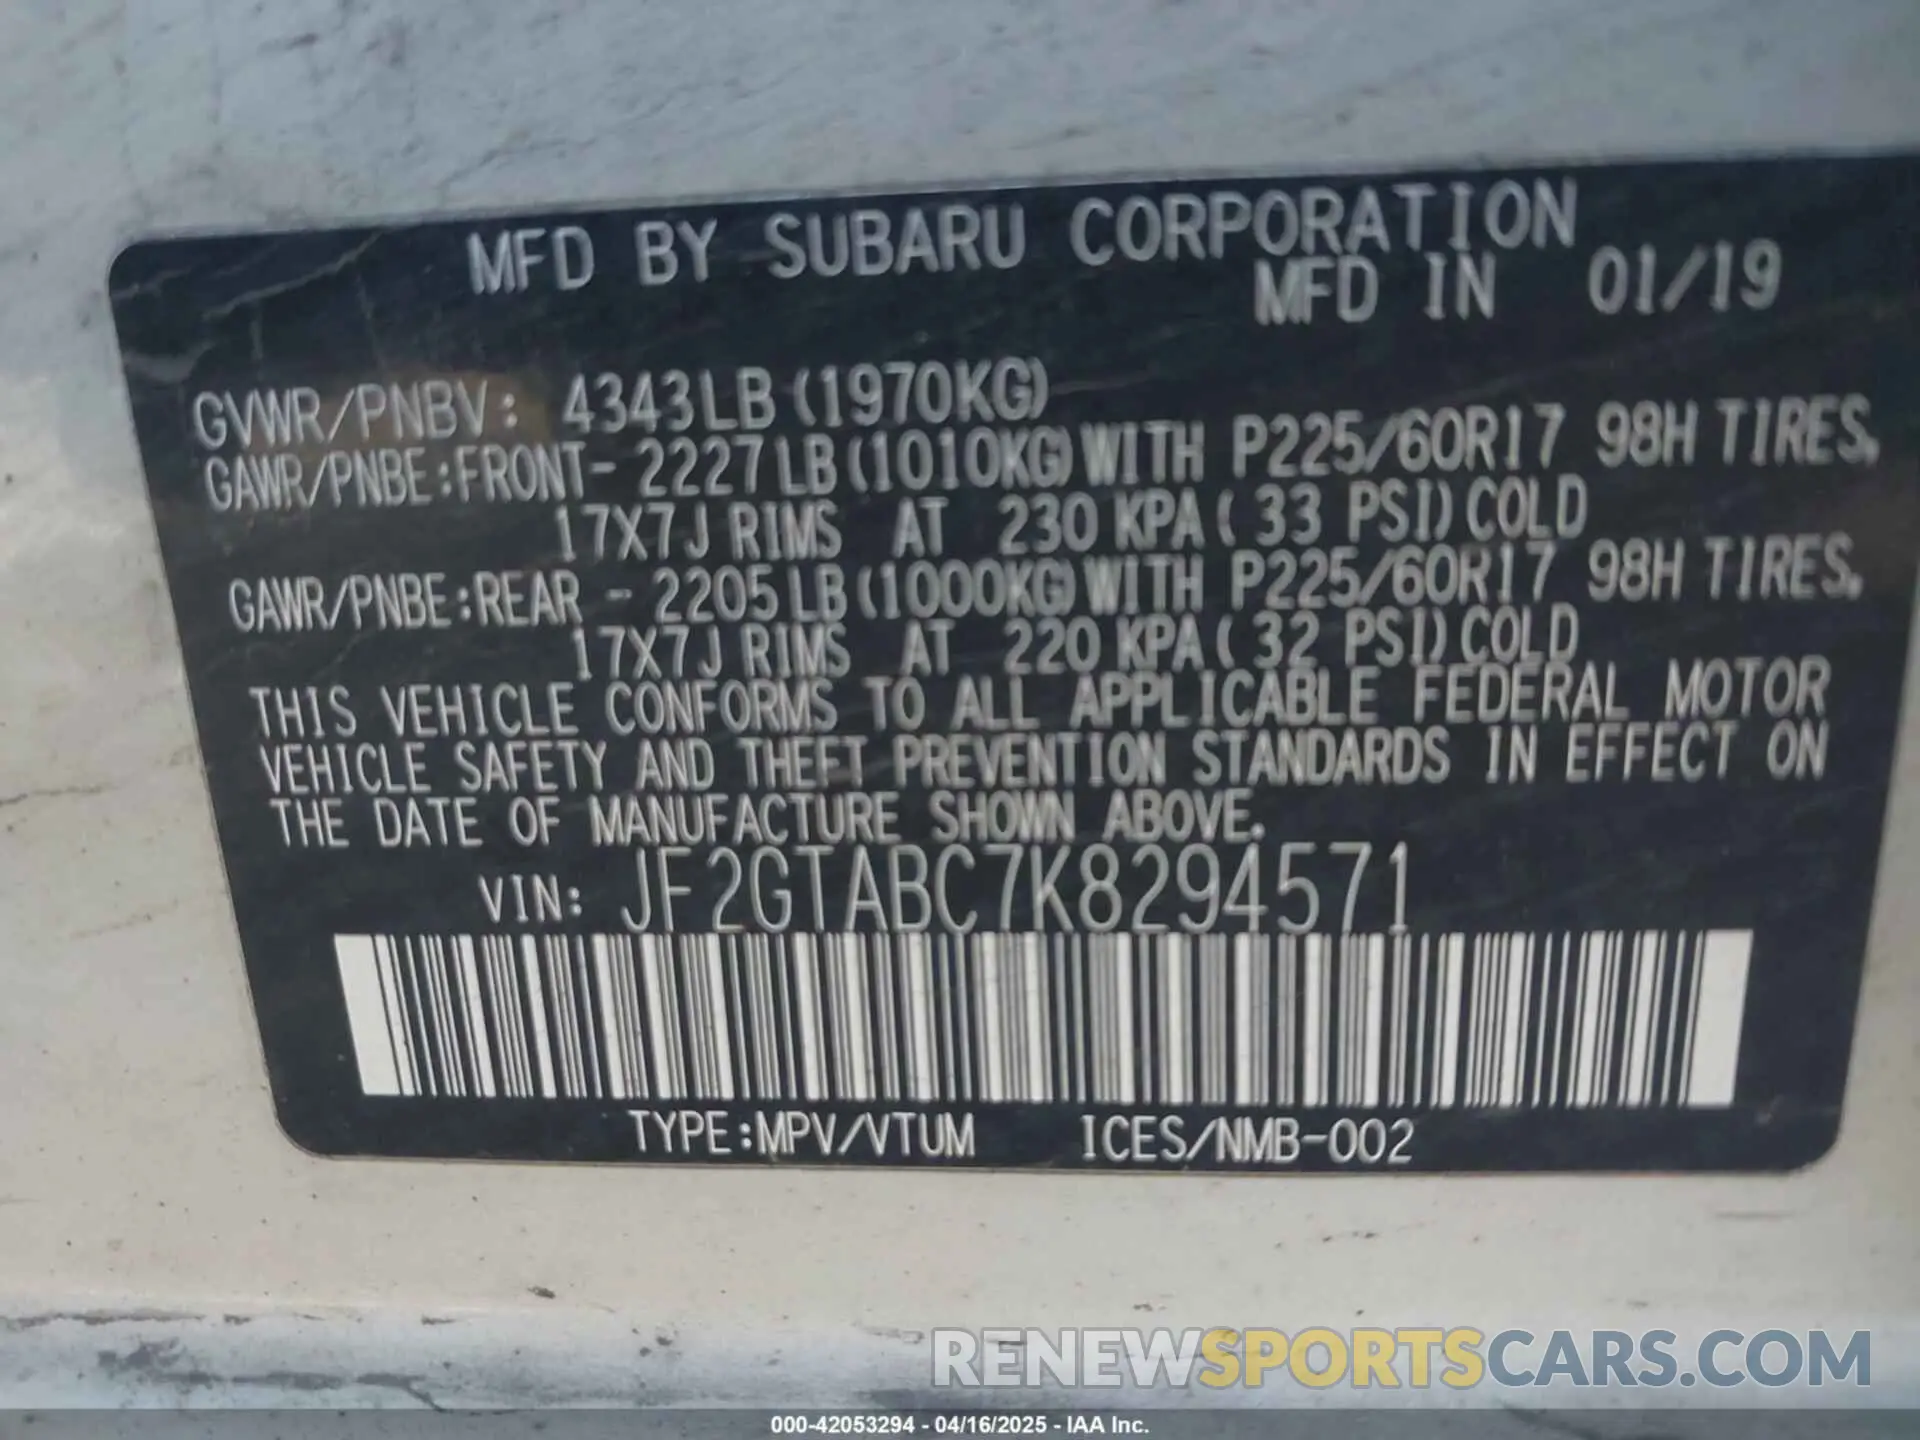 MFD BY SUBARU CORPORATION
MFD IN 01/19
GVWR/PNBV: 4343LB (1970KG)
GAWR/PNBE:FRONT- 2227LB (1010KG) WITH P225/60R17 98H TIRES,
17X7J RIMS AT 230 KPA ( 33 PSI) COLD
GAWR/PNBE:REAR - 2205LB (1000KG) WITH P225/60R17 98H TIRES,
17X7J RIMS AT 220 KPA ( 32 PSI) COLD
THIS VEHICLE CONFORMS TO ALL APPLICABLE FEDERAL MOTOR
VEHICLE SAFETY AND THEFT PREVENTION STANDARDS IN EFFECT ON
THE DATE OF MANUFACTURE SHOWN ABOVE.
VIN: JF2GTABC7K8294571
TYPE:MPV/VTUM ICES/NMB-002
RENEWSPORTSCARS.COM
000-42053294 - 04/16/2025 - IAA Inc.